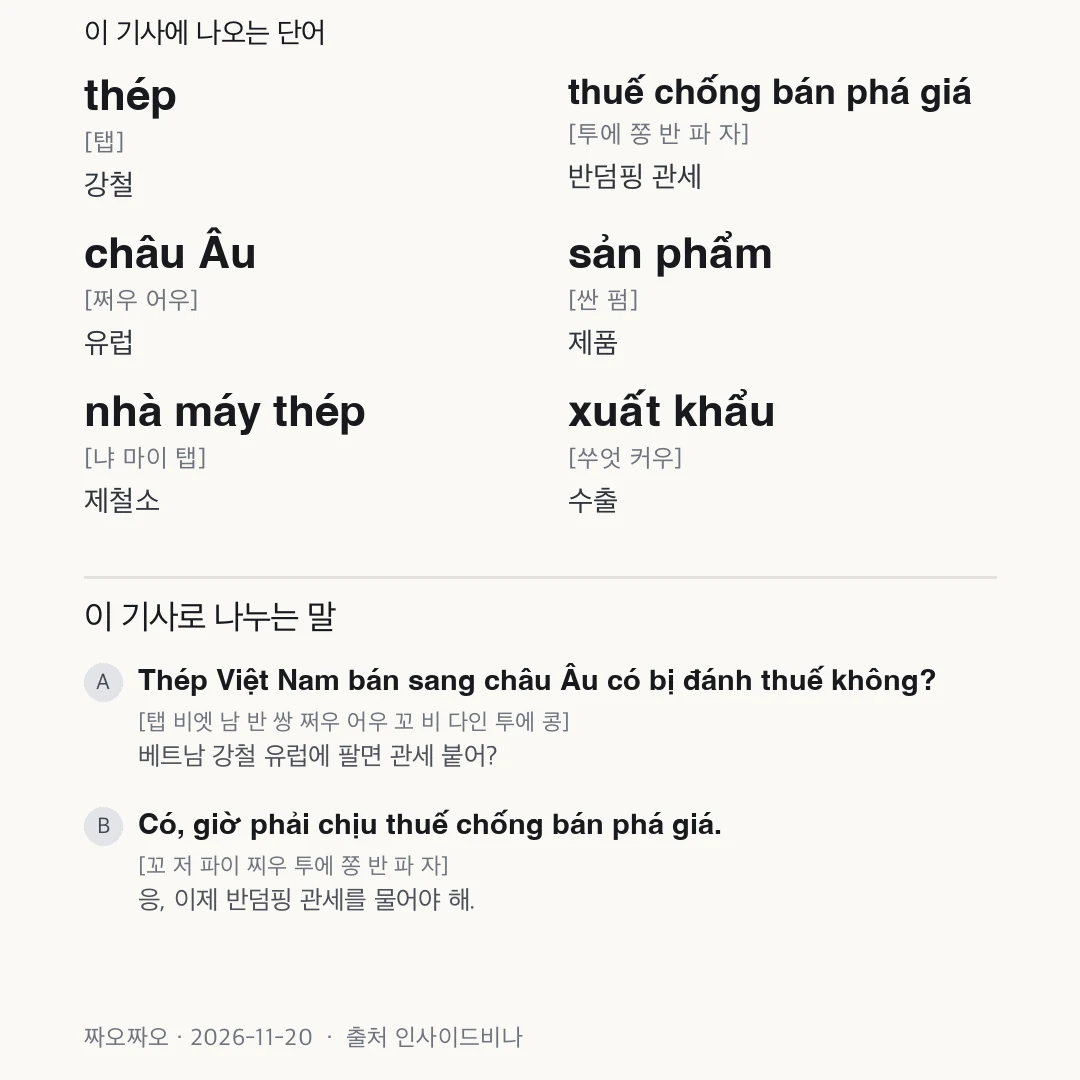 이 기사에 나오는 단어
thép
[탭]
강철
thuế chống bán phá giá
[투에 쫑 반 파 자]
반덤핑 관세
châu Âu
[쩌우 어우]
유럽
sản phẩm
[싼 펌]
제품
nhà máy thép
[냐 마이 탭]
제철소
xuất khẩu
[쑤엇 커우]
수출
이 기사로 나누는 말
A Thép Việt Nam bán sang châu Âu có bị đánh thuế không?
[탭 비엣 남 반 쌍 쩌우 어우 꼬 비 다인 투에 콩]
베트남 강철 유럽에 팔면 관세 붙어?
B Có, giờ phải chịu thuế chống bán phá giá.
[꼬 저 파이 찌우 투에 쫑 반 파 자]
응, 이제 반덤핑 관세를 물어야 해.
짜오짜오 · 2026-11-20 · 출처 인사이드비나